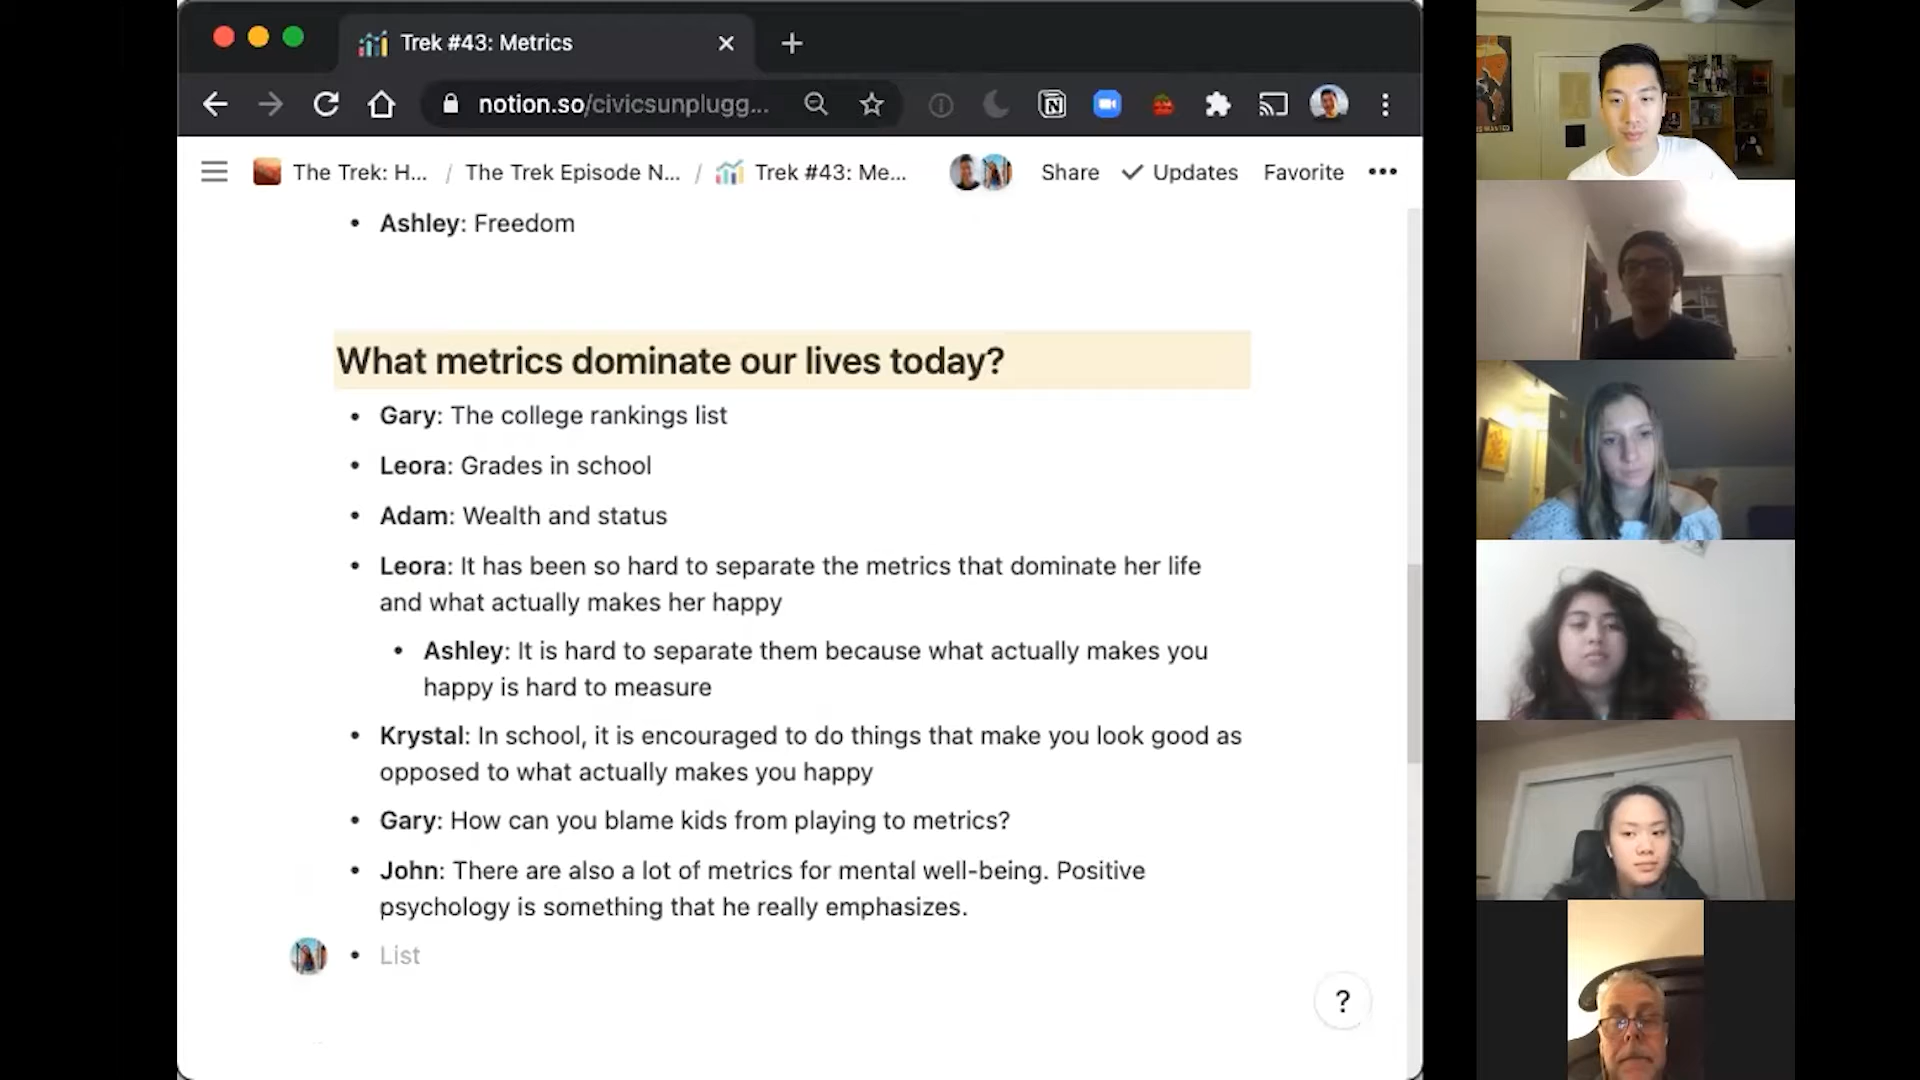 Trek #43: Metrics
notion.so/civicsunplugg...
The Trek: H... / The Trek Episode N... / Trek #43: Me... Share Updates Favorite
• Ashley: Freedom
What metrics dominate our lives today?
• Gary: The college rankings list
• Leora: Grades in school
• Adam: Wealth and status
• Leora: It has been so hard to separate the metrics that dominate her life
and what actually makes her happy
• Ashley: It is hard to separate them because what actually makes you
happy is hard to measure
• Krystal: In school, it is encouraged to do things that make you look good as
opposed to what actually makes you happy
• Gary: How can you blame kids from playing to metrics?
• John: There are also a lot of metrics for mental well-being. Positive
psychology is something that he really emphasizes.
• List
?